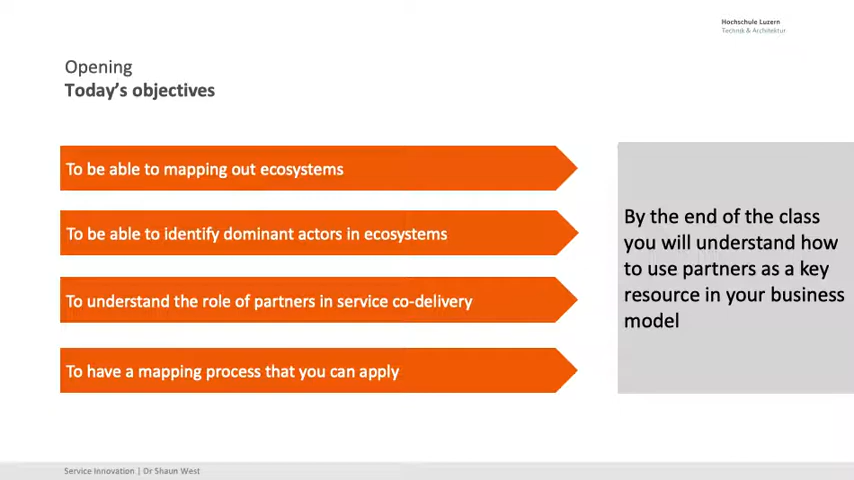 Hochschule Luzern
Technik & Architektur
Opening
Today's objectives
To be able to mapping out ecosystems
To be able to identify dominant actors in ecosystems
To understand the role of partners in service co-delivery
To have a mapping process that you can apply
By the end of the class
you will understand how
to use partners as a key
resource in your business
model
Service Innovation | Dr Shaun West